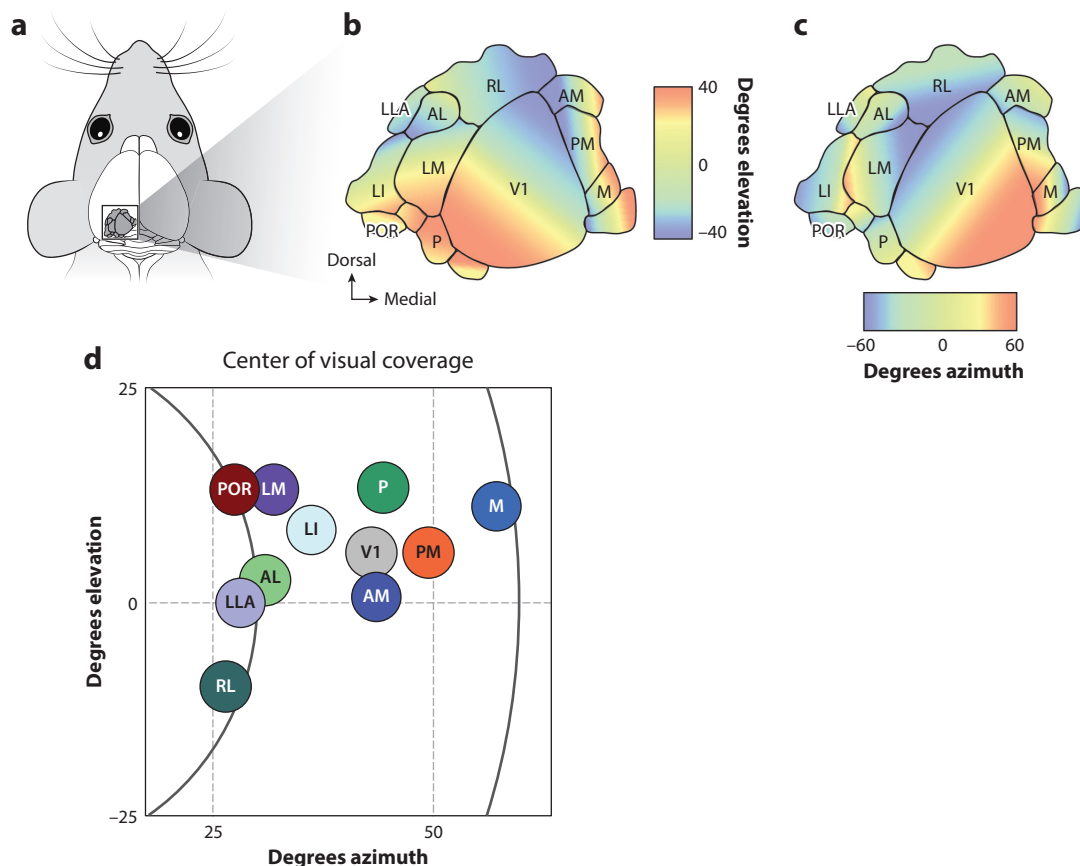 a
b
RL
AM
LLA
AL
PM
LM
LI
V1
M
POR
P
40
0
−40
Degrees elevation
Dorsal
Medial
c
RL
AM
LLA
AL
PM
LM
LI
V1
M
POR
P
−60
0
60
Degrees azimuth
d
Center of visual coverage
25
0
−25
Degrees elevation
POR
LM
P
M
LI
V1
PM
AL
LLA
AM
RL
25
50
Degrees azimuth